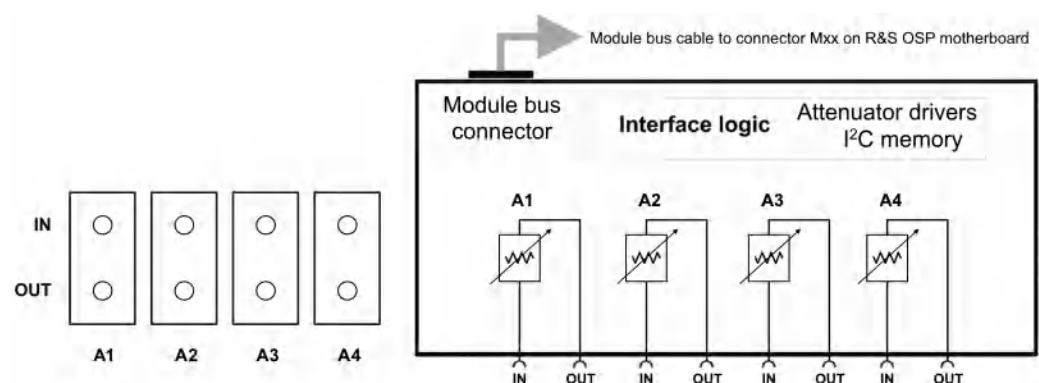 Module bus cable to connector Mxx on R&S OSP motherboard
Module bus
connector
Interface logic
Attenuator drivers
I²C memory
IN
OUT
A1 A2 A3 A4
A1 A2 A3 A4
IN OUT IN OUT IN OUT IN OUT